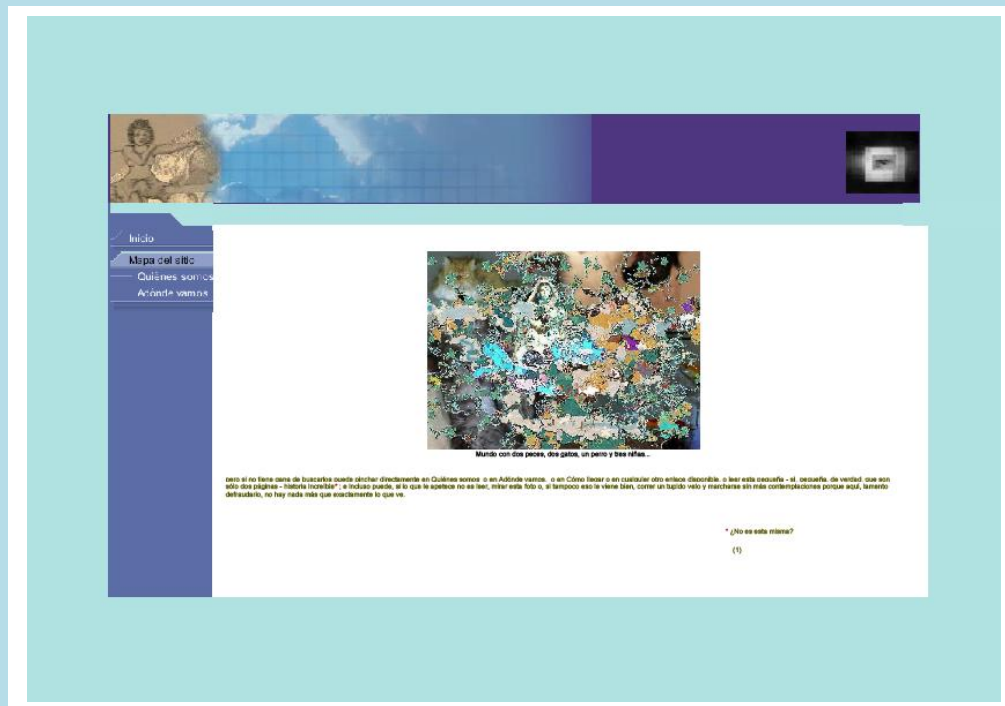 Inicio
Mapa del sitio
Quiénes somos
Adónde vamos
Mundo con dos peces, dos gatos, un perro y tres niñas...
pero si no tiene gana de buscarlos puede pinchar directamente en Quiénes somos o en Adónde vamos, o en Cómo llegar o en cualquier otro enlace disponible, o leer esta pequeña - sí, pequeña, de verdad, que son
sólo dos páginas - historia increíble* ; e incluso puede, si lo que le apetece no es leer, mirar esta foto o, si tampoco eso le viene bien, correr un tupido velo y marcharse sin más contemplaciones porque aquí, lamento
defraudarlo, no hay nada más que exactamente lo que ve.
* ¿No es esta misma?
(1)